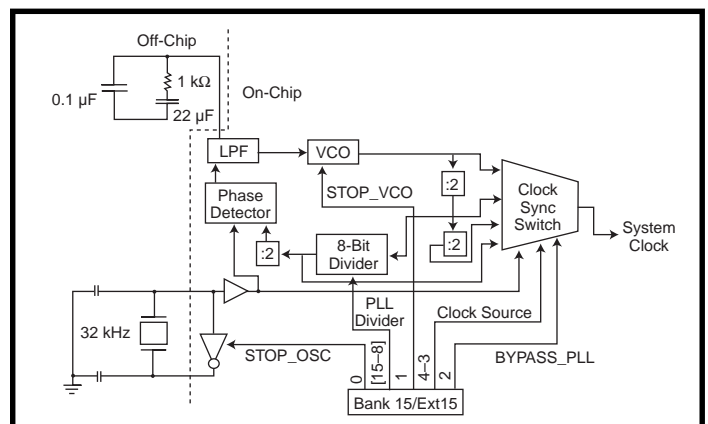 Off-Chip
On-Chip
1 kΩ
0.1 µF
22 µF
LPF
VCO
:2
Clock
Sync
Switch
STOP_VCO
Phase
Detector
:2
8-Bit
Divider
:2
System
Clock
PLL
Divider
Clock Source
32 kHz
STOP_OSC
0
[15–8]
1
4–3
2
BYPASS_PLL
Bank 15/Ext15